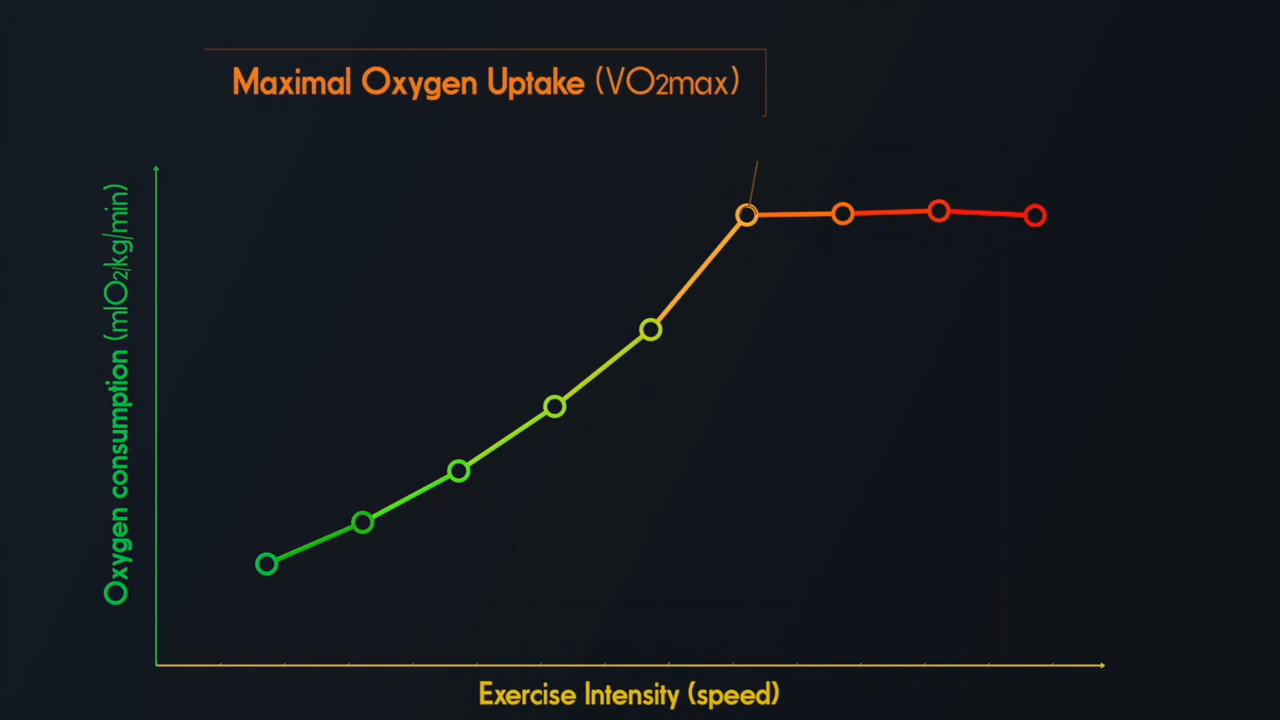 Maximal Oxygen Uptake (VO2max)
Oxygen consumption (mlO2/kg/min)
Exercise Intensity (speed)